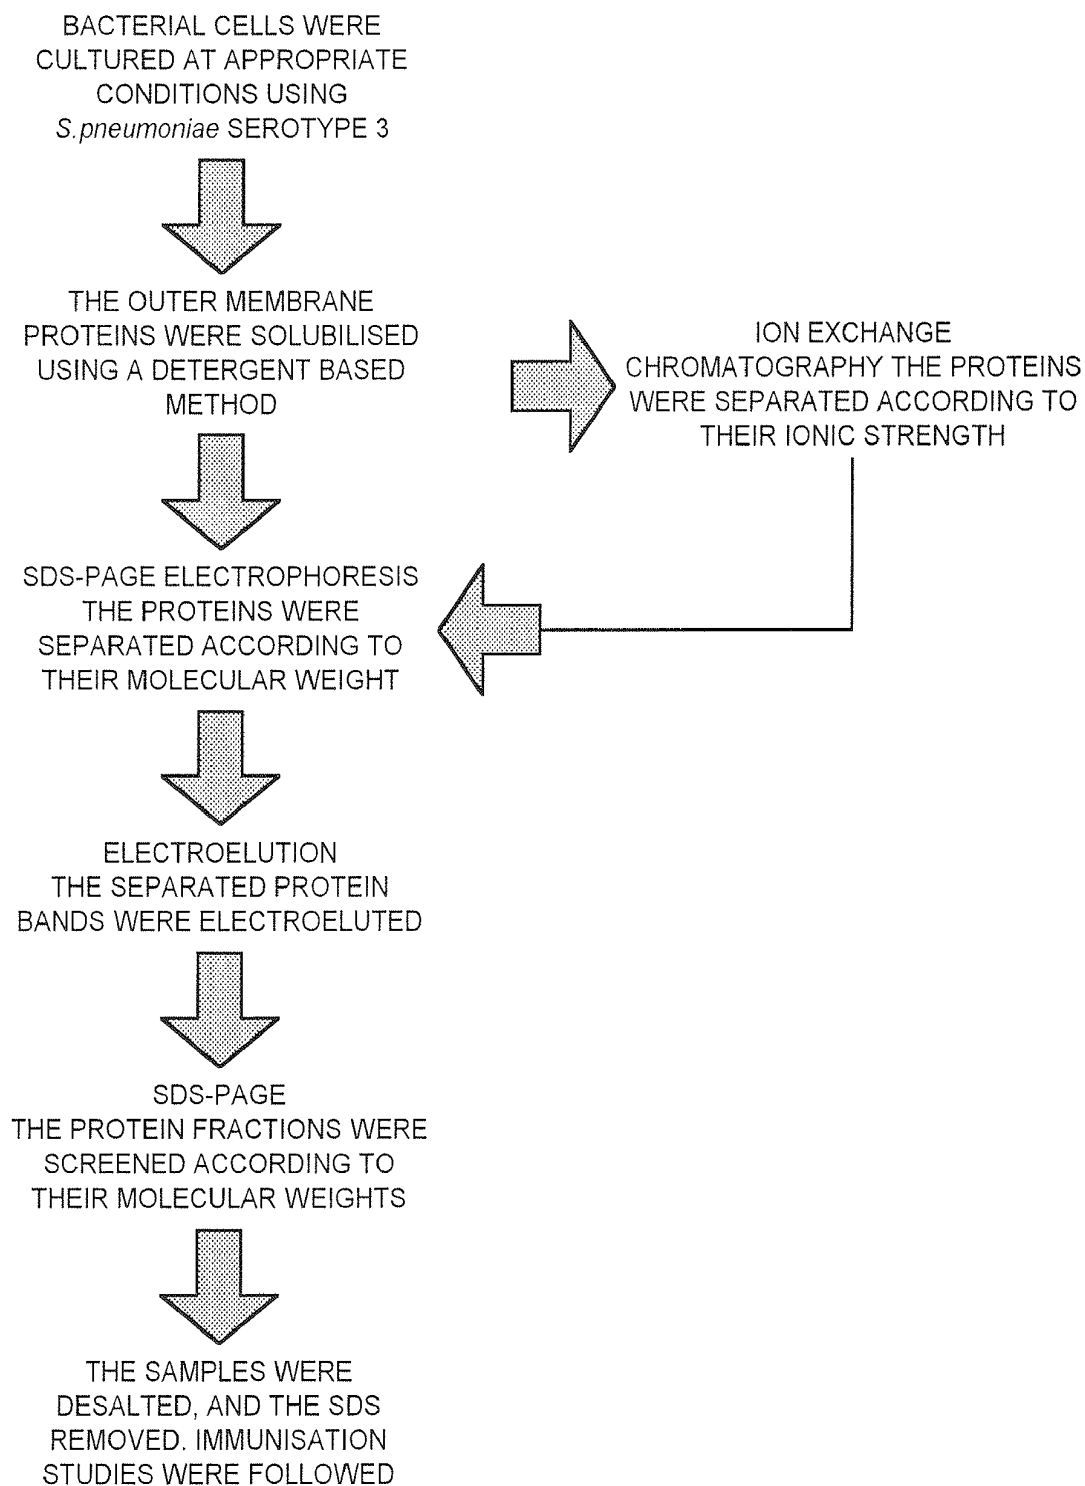 BACTERIAL CELLS WERE
CULTURED AT APPROPRIATE
CONDITIONS USING
S.pneumoniae SEROTYPE 3
THE OUTER MEMBRANE
PROTEINS WERE SOLUBILISED
USING A DETERGENT BASED
METHOD
ION EXCHANGE
CHROMATOGRAPHY THE PROTEINS
WERE SEPARATED ACCORDING TO
THEIR IONIC STRENGTH
SDS-PAGE ELECTROPHORESIS
THE PROTEINS WERE
SEPARATED ACCORDING TO
THEIR MOLECULAR WEIGHT
ELECTROELUTION
THE SEPARATED PROTEIN
BANDS WERE ELECTROELUTED
SDS-PAGE
THE PROTEIN FRACTIONS WERE
SCREENED ACCORDING TO
THEIR MOLECULAR WEIGHTS
THE SAMPLES WERE
DESALTED, AND THE SDS
REMOVED. IMMUNISATION
STUDIES WERE FOLLOWED